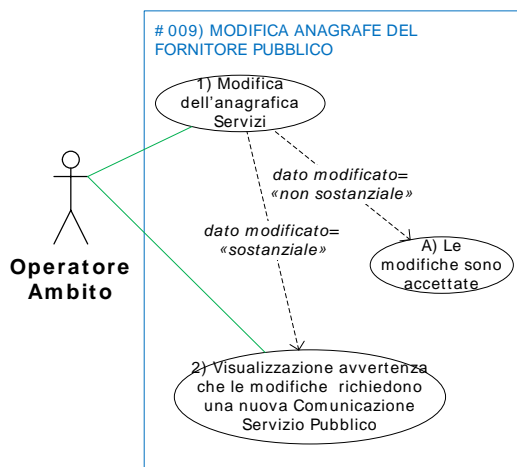 # 009) MODIFICA ANAGRAFE DEL
FORNITORE PUBBLICO
1) Modifica
dell'anagrafica
Servizi
dato modificato=
«non sostanziale»
dato modificato=
«sostanziale»
A) Le
modifiche sono
accettate
Operatore
Ambito
2) Visualizzazione avvertenza
che le modifiche richiedono
una nuova Comunicazione
Servizio Pubblico